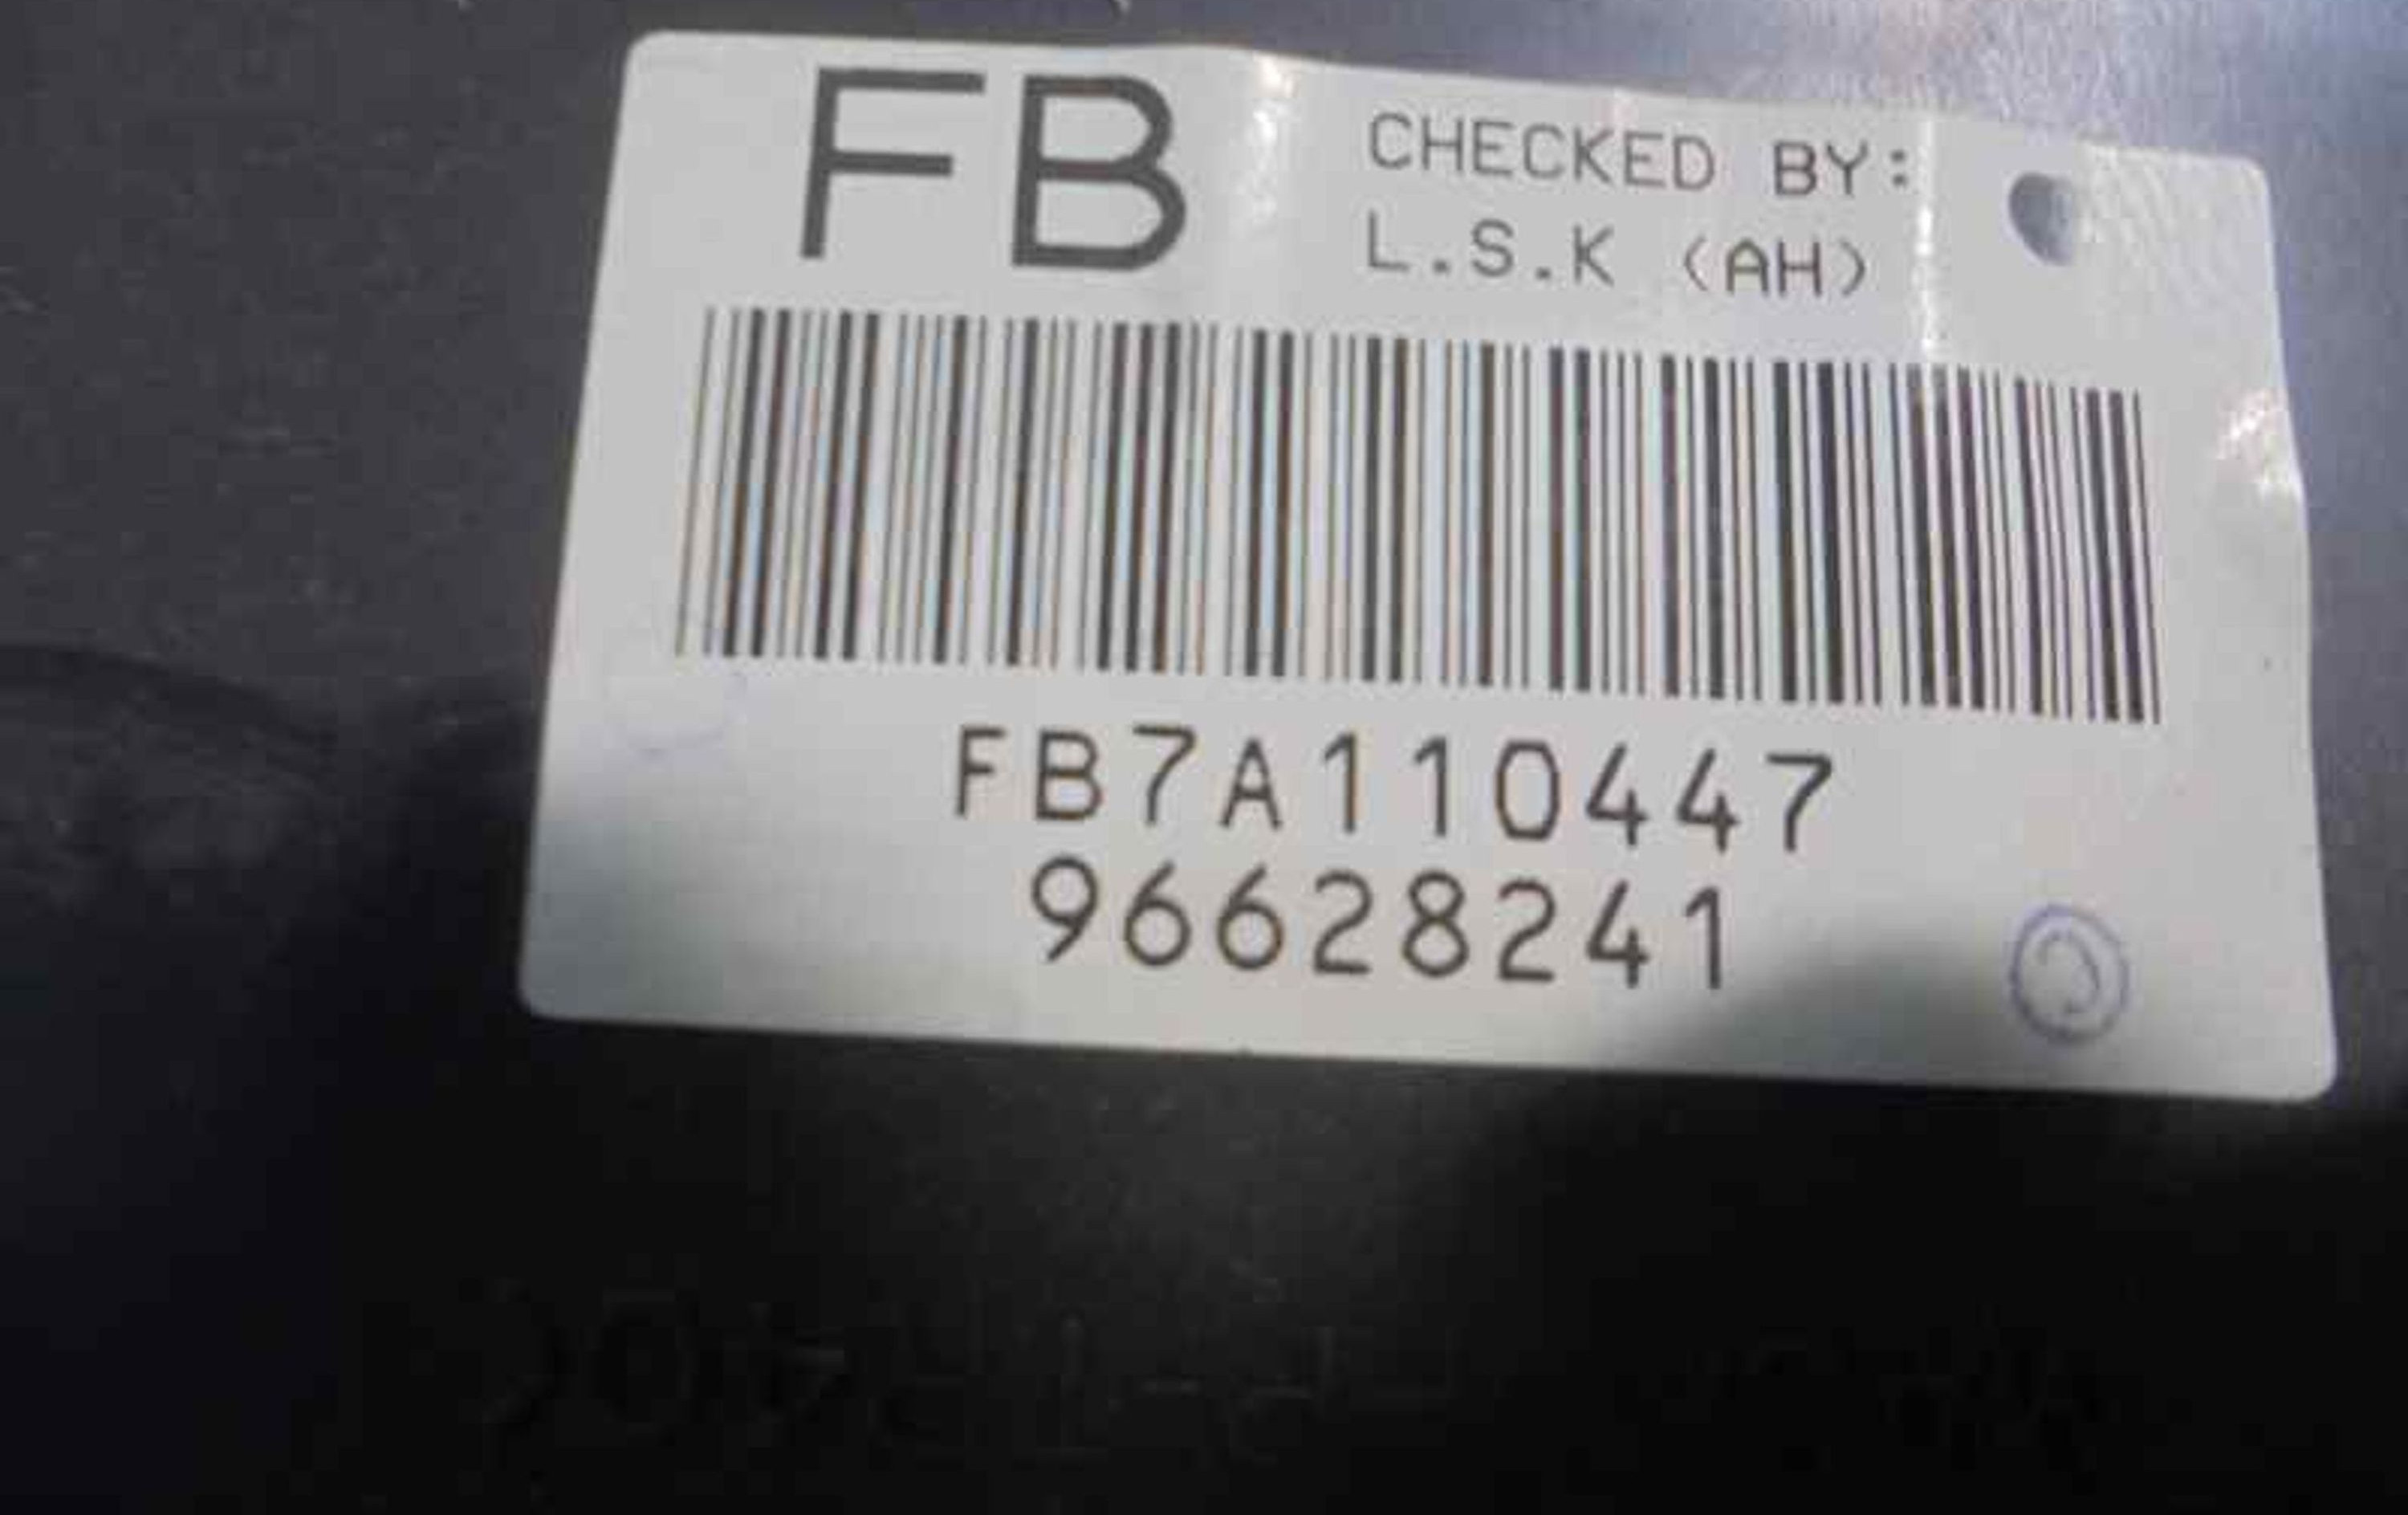 FB
CHECKED BY:
L.S.K (AH)
FB7A110447
96628241